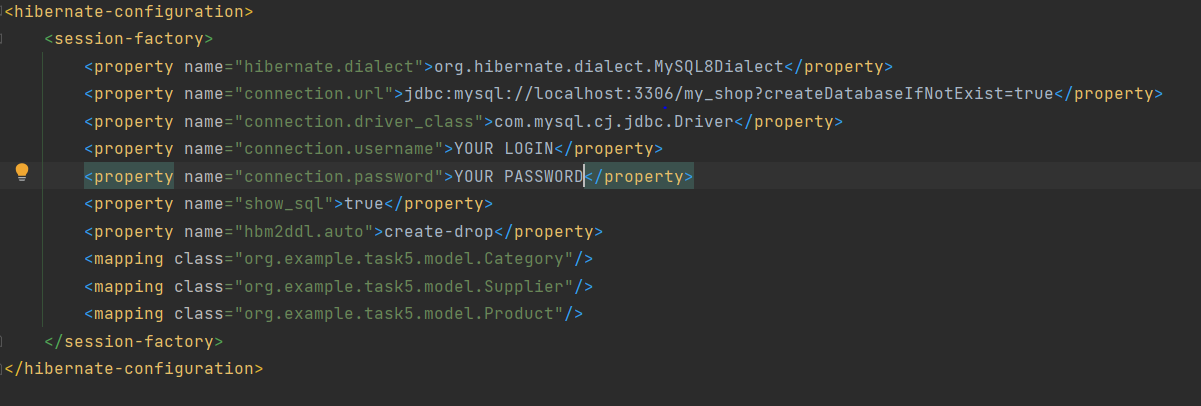 <hibernate-configuration>
<session-factory>
<property name="hibernate.dialect">org.hibernate.dialect.MySQL8Dialect</property>
<property name="connection.url">jdbc:mysql://localhost:3306/my_shop?createDatabaseIfNotExist=true</property>
<property name="connection.driver_class">com.mysql.cj.jdbc.Driver</property>
<property name="connection.username">YOUR LOGIN</property>
<property name="connection.password">YOUR PASSWORD</property>
<property name="show_sql">true</property>
<property name="hbm2ddl.auto">create-drop</property>
<mapping class="org.example.task5.model.Category"/>
<mapping class="org.example.task5.model.Supplier"/>
<mapping class="org.example.task5.model.Product"/>
</session-factory>
</hibernate-configuration>